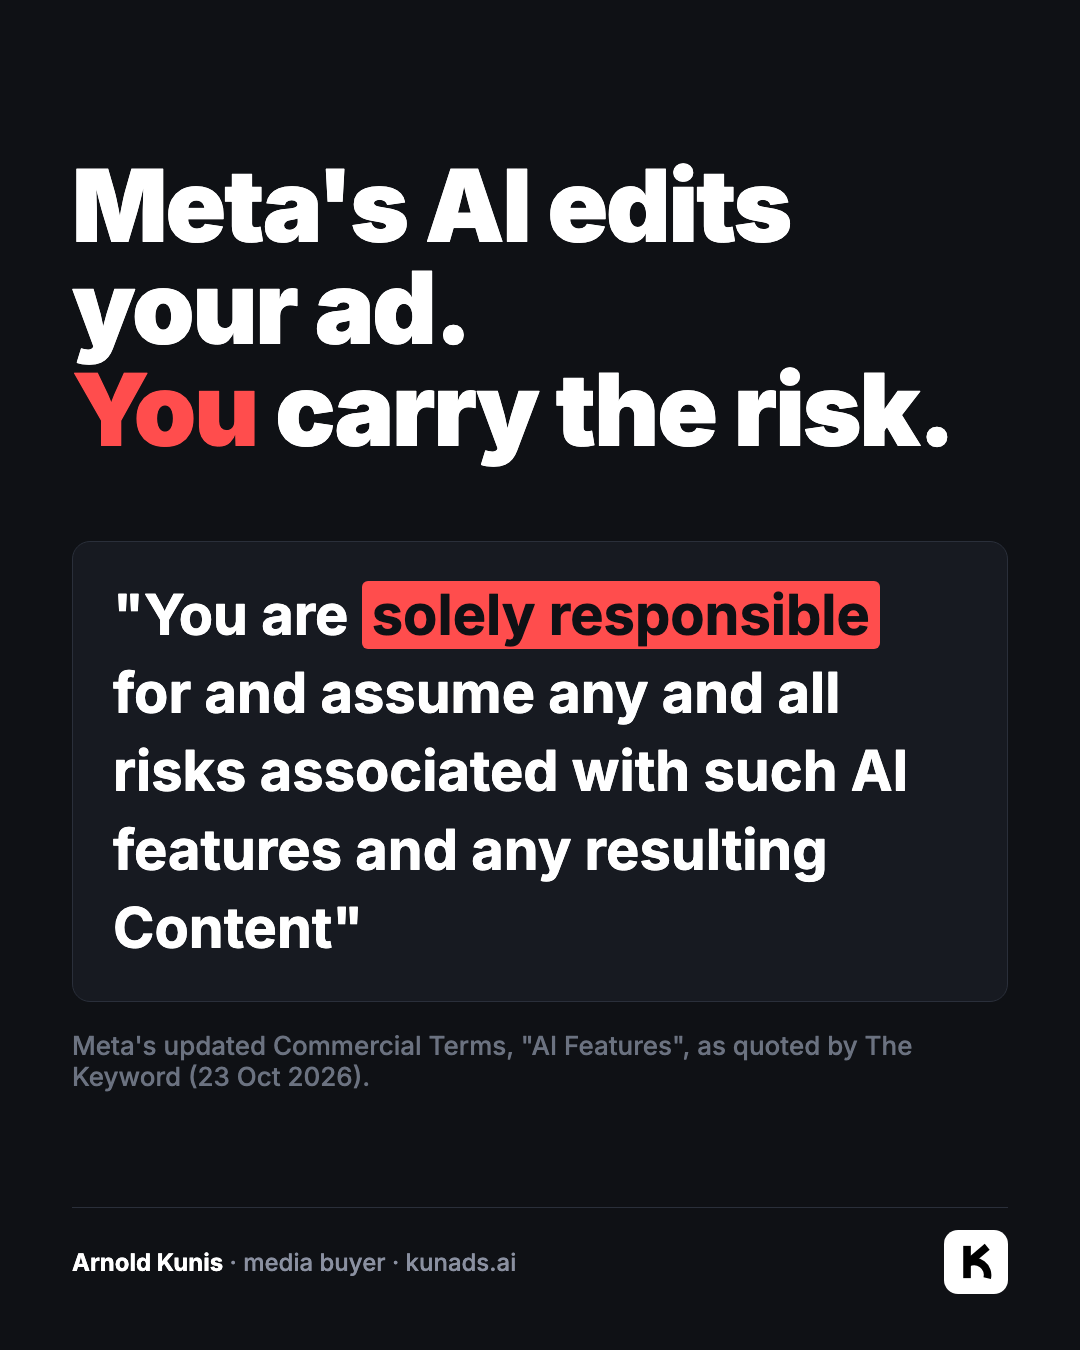 Meta's AI edits
your ad.
You carry the risk.
"You are solely responsible
for and assume any and all
risks associated with such AI
features and any resulting
Content"
Meta's updated Commercial Terms, "AI Features", as quoted by The
Keyword (23 Oct 2026).
Arnold Kunis · media buyer · kunads.ai
K